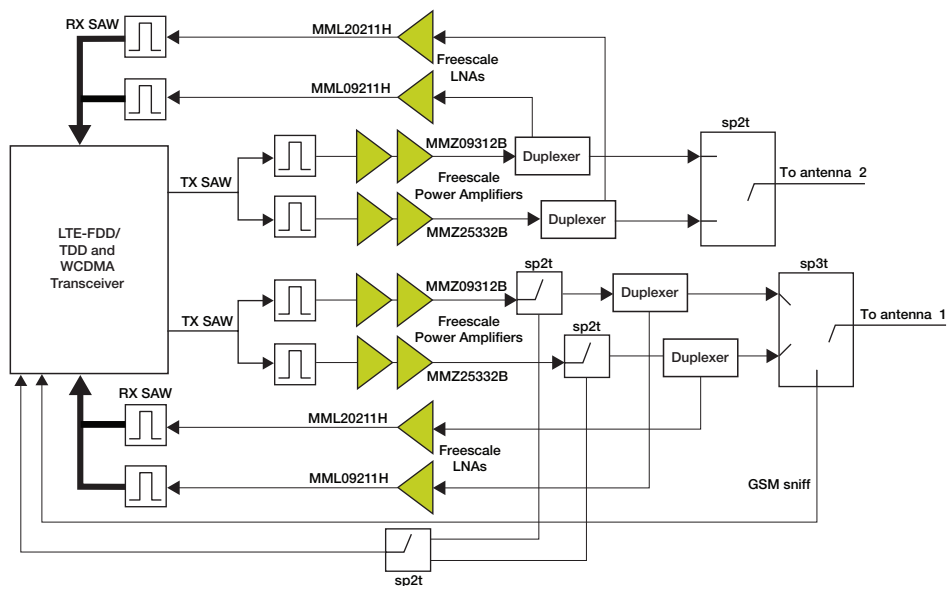 RX SAW
MML20211H
Freescale
LNAs
MML09211H
sp2t
MMZ09312B
Duplexer
TX SAW
Freescale
Power Amplifiers
To antenna 2
Duplexer
MMZ25332B
LTE-FDD/
TDD and
WCDMA
Transceiver
sp2t
sp3t
MMZ09312B
Duplexer
TX SAW
Freescale
Power Amplifiers
sp2t
To antenna 1
Duplexer
MMZ25332B
RX SAW
MML20211H
Freescale
LNAs
MML09211H
GSM sniff
sp2t